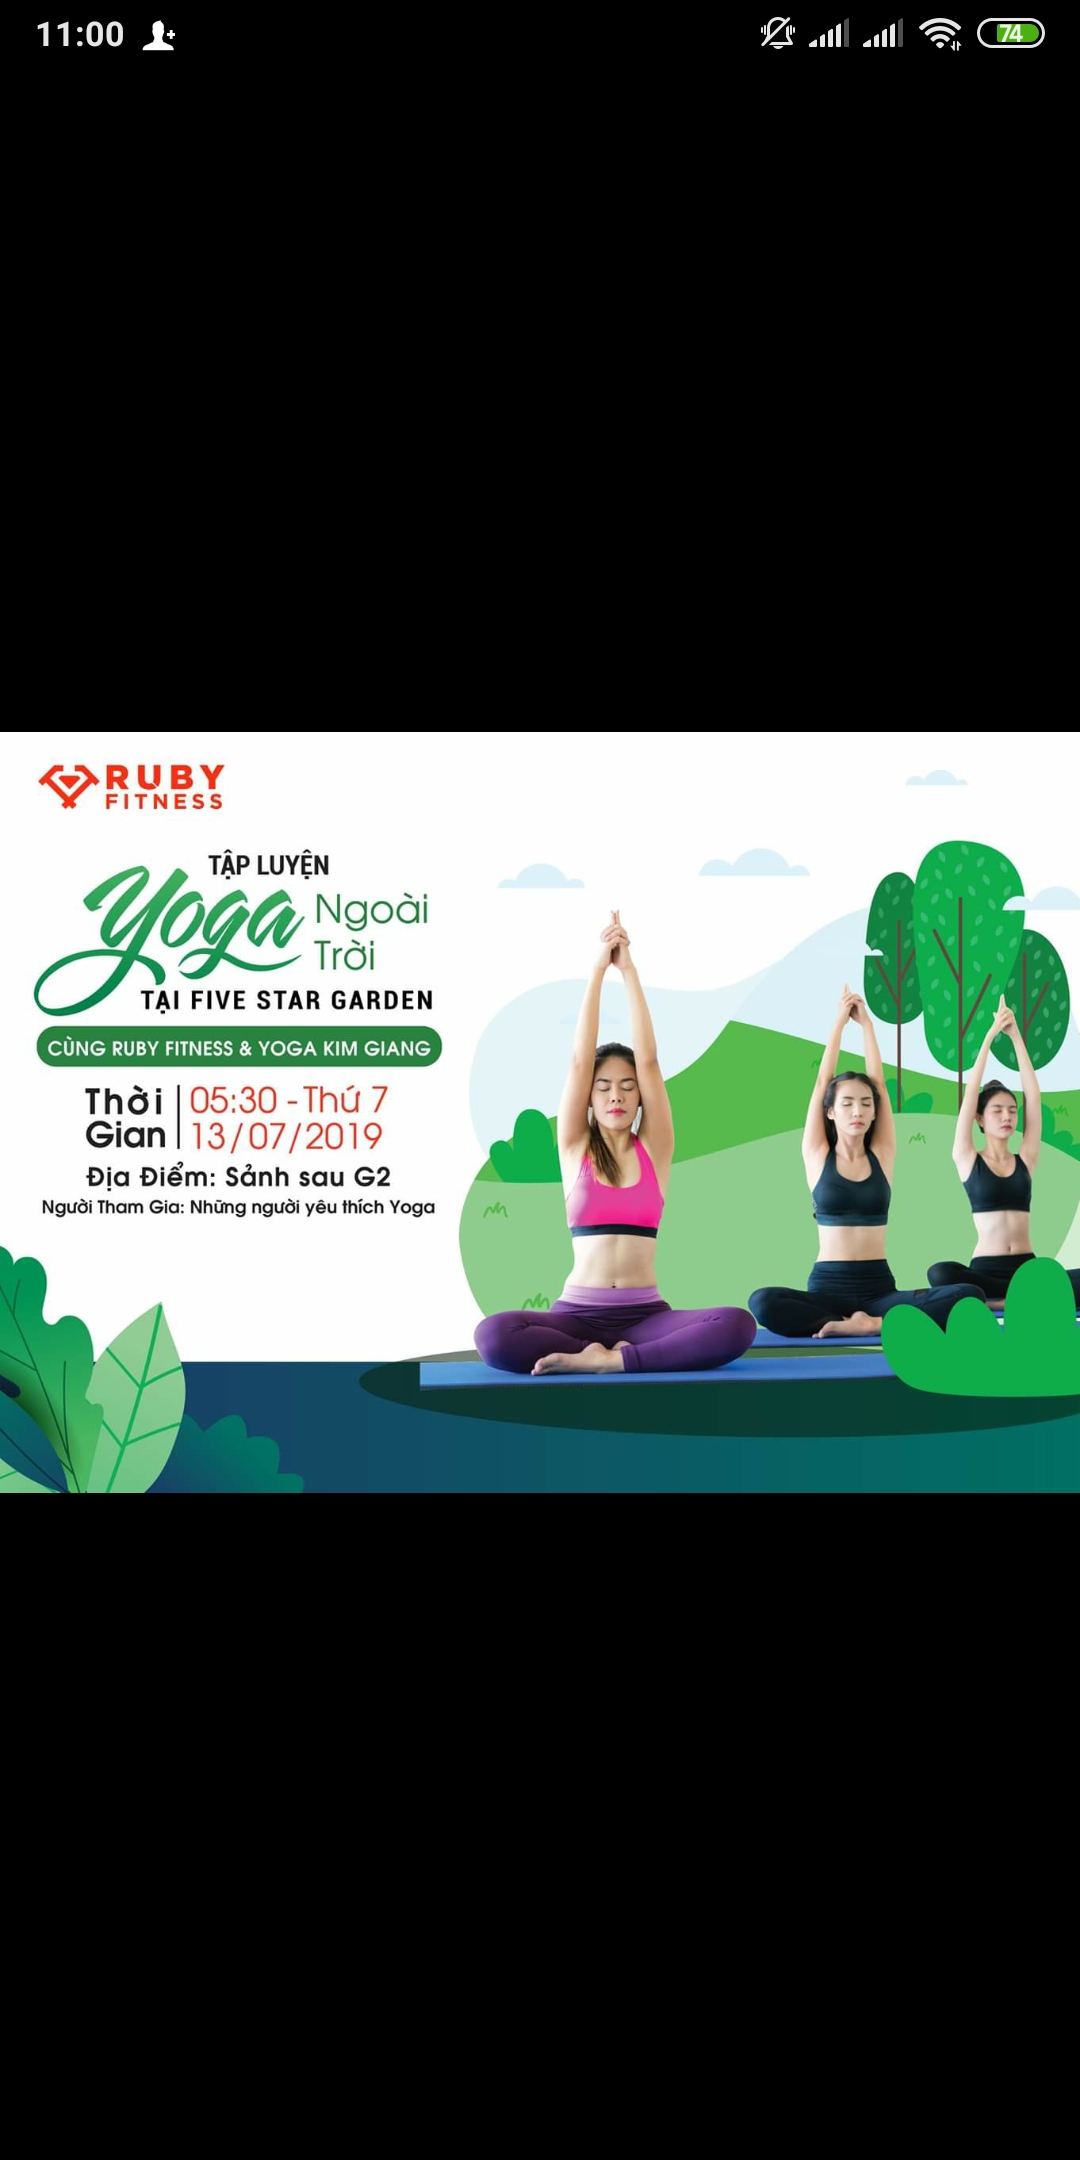 11:00
74
RUBY
FITNESS
TẬP LUYỆN
Yoga Ngoài
Trời
TẠI FIVE STAR GARDEN
CÙNG RUBY FITNESS & YOGA KIM GIANG
Thời Gian
05:30 - Thứ 7
13/07/2019
Địa Điểm: Sảnh sau G2
Người Tham Gia: Những người yêu thích Yoga